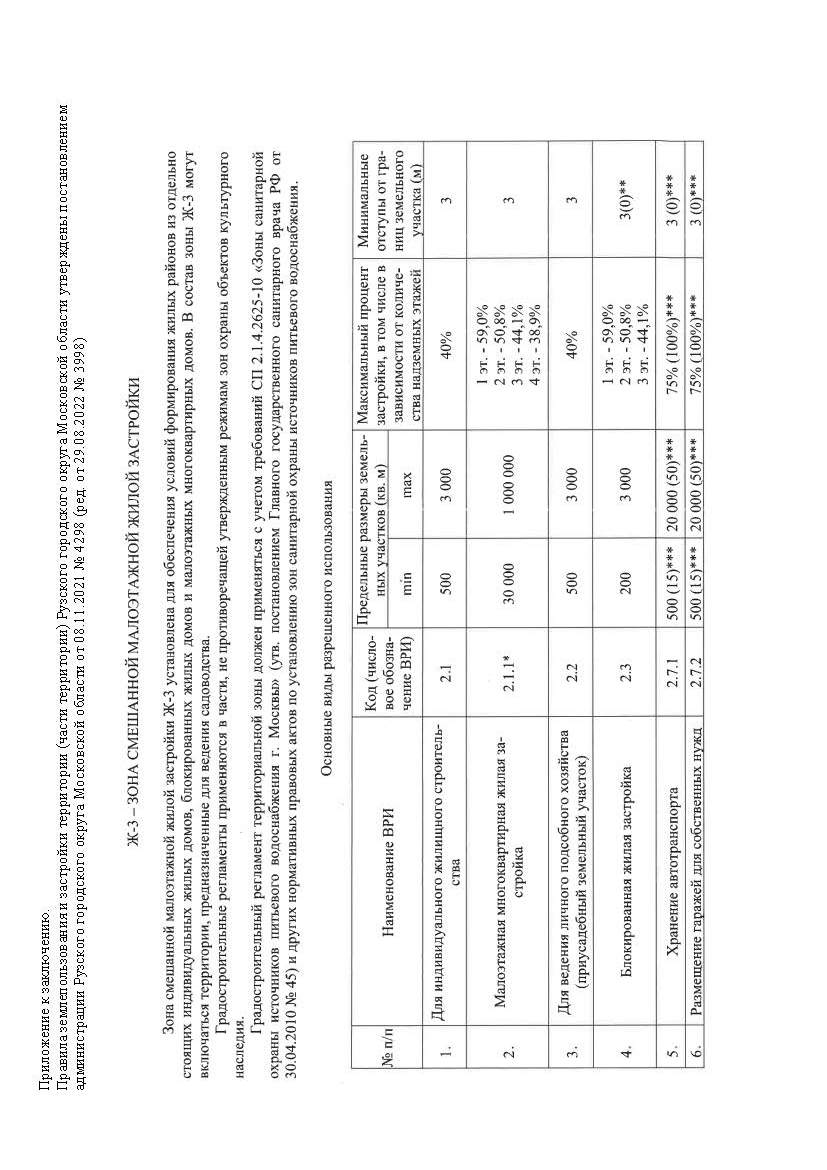 Приложение к заключению.
Правила землепользования и застройки территории (части территории) Рузского городского округа Московской области утверждены постановлением
администрации Рузского городского округа Московской области от 08.11.2021 № 4298 (ред. от 29.08.2022 № 3998)
Ж-3 – ЗОНА СМЕШАННОЙ МАЛОЭТАЖНОЙ ЖИЛОЙ ЗАСТРОЙКИ
Зона смешанной малоэтажной жилой застройки Ж-3 установлена для обеспечения условий формирования жилых районов из отдельно
стоящих индивидуальных жилых домов, блокированных жилых домов и малоэтажных многоквартирных домов. В состав зоны Ж-3 могут
включаться территории, предназначенные для ведения садоводства.
Градостроительные регламенты применяются в части, не противоречащей утвержденным режимам зон охраны объектов культурного
наследия.
Градостроительный регламент территориальной зоны должен применяться с учетом требований СП 2.1.4.2625-10 «Зоны санитарной
охраны источников питьевого водоснабжения г. Москвы» (утв. постановлением Главного государственного санитарного врача РФ от
30.04.2010 № 45) и других нормативных правовых актов по установлению зон санитарной охраны источников питьевого водоснабжения.
Основные виды разрешенного использования
№ п/п
Наименование ВРИ
Код (число-
вое обозна-
чение ВРИ)
Предельные размеры земель-
ных участков (кв. м)
min
max
Максимальный процент
застройки, в том числе в
зависимости от количе-
ства надземных этажей
Минимальные
отступы от гра-
ниц земельного
участка (м)
1.
Для индивидуального жилищного строитель-
ства
2.1
500
3 000
40%
3
2.
Малоэтажная многоквартирная жилая за-
стройка
2.1.1*
30 000
1 000 000
1 эт. - 59,0%
2 эт. - 50,8%
3 эт. - 44,1%
4 эт. - 38,9%
3
3.
Для ведения личного подсобного хозяйства
(приусадебный земельный участок)
2.2
500
3 000
40%
3
4.
Блокированная жилая застройка
2.3
200
3 000
1 эт. - 59,0%
2 эт. - 50,8%
3 эт. - 44,1%
3(0)**
5.
Хранение автотранспорта
2.7.1
500 (15)***
20 000 (50)***
75% (100%)***
3 (0)***
6.
Размещение гаражей для собственных нужд
2.7.2
500 (15)***
20 000 (50)***
75% (100%)***
3 (0)***